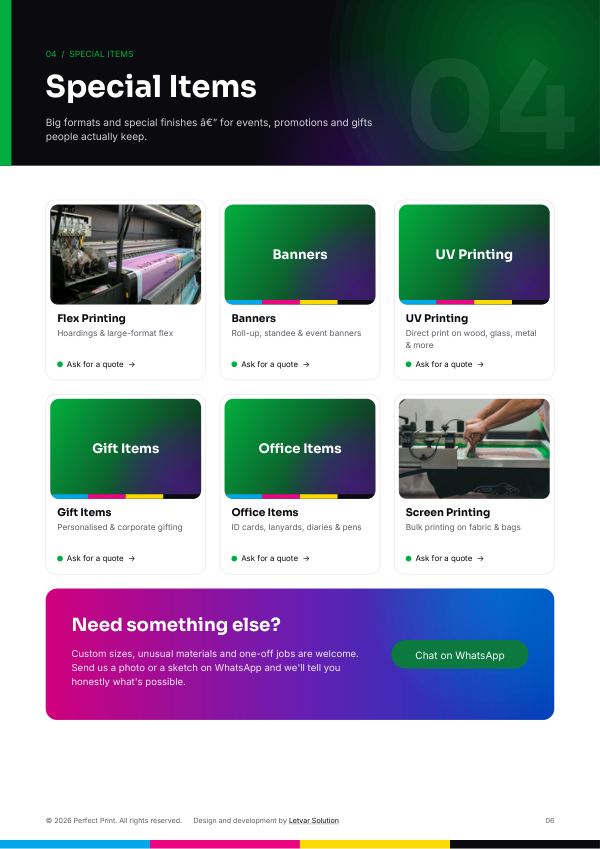 04 / SPECIAL ITEMS
Special Items
04
Big formats and special finishes â€” for events, promotions and gifts
people actually keep.
Banners
UV Printing
Flex Printing
Hoardings & large-format flex
Ask for a quote →
Banners
Roll-up, standee & event banners
Ask for a quote →
UV Printing
Direct print on wood, glass, metal
& more
Ask for a quote →
Gift Items
Office Items
Gift Items
Personalised & corporate gifting
Ask for a quote →
Office Items
ID cards, lanyards, diaries & pens
Ask for a quote →
Screen Printing
Bulk printing on fabric & bags
Ask for a quote →
Need something else?
Custom sizes, unusual materials and one-off jobs are welcome.
Send us a photo or a sketch on WhatsApp and we'll tell you
honestly what's possible.
Chat on WhatsApp
© 2026 Perfect Print. All rights reserved. Design and development by Letvar Solution
06